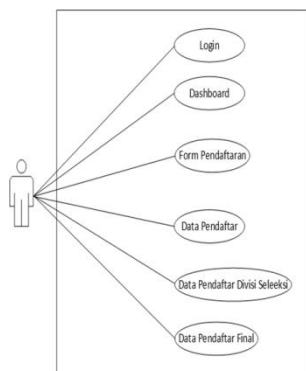 Login
Dashboard
Form Pendaftaran
Data Pendaftar
Data Pendaftar Divisi Seleeksi
Data Pendaftar Final